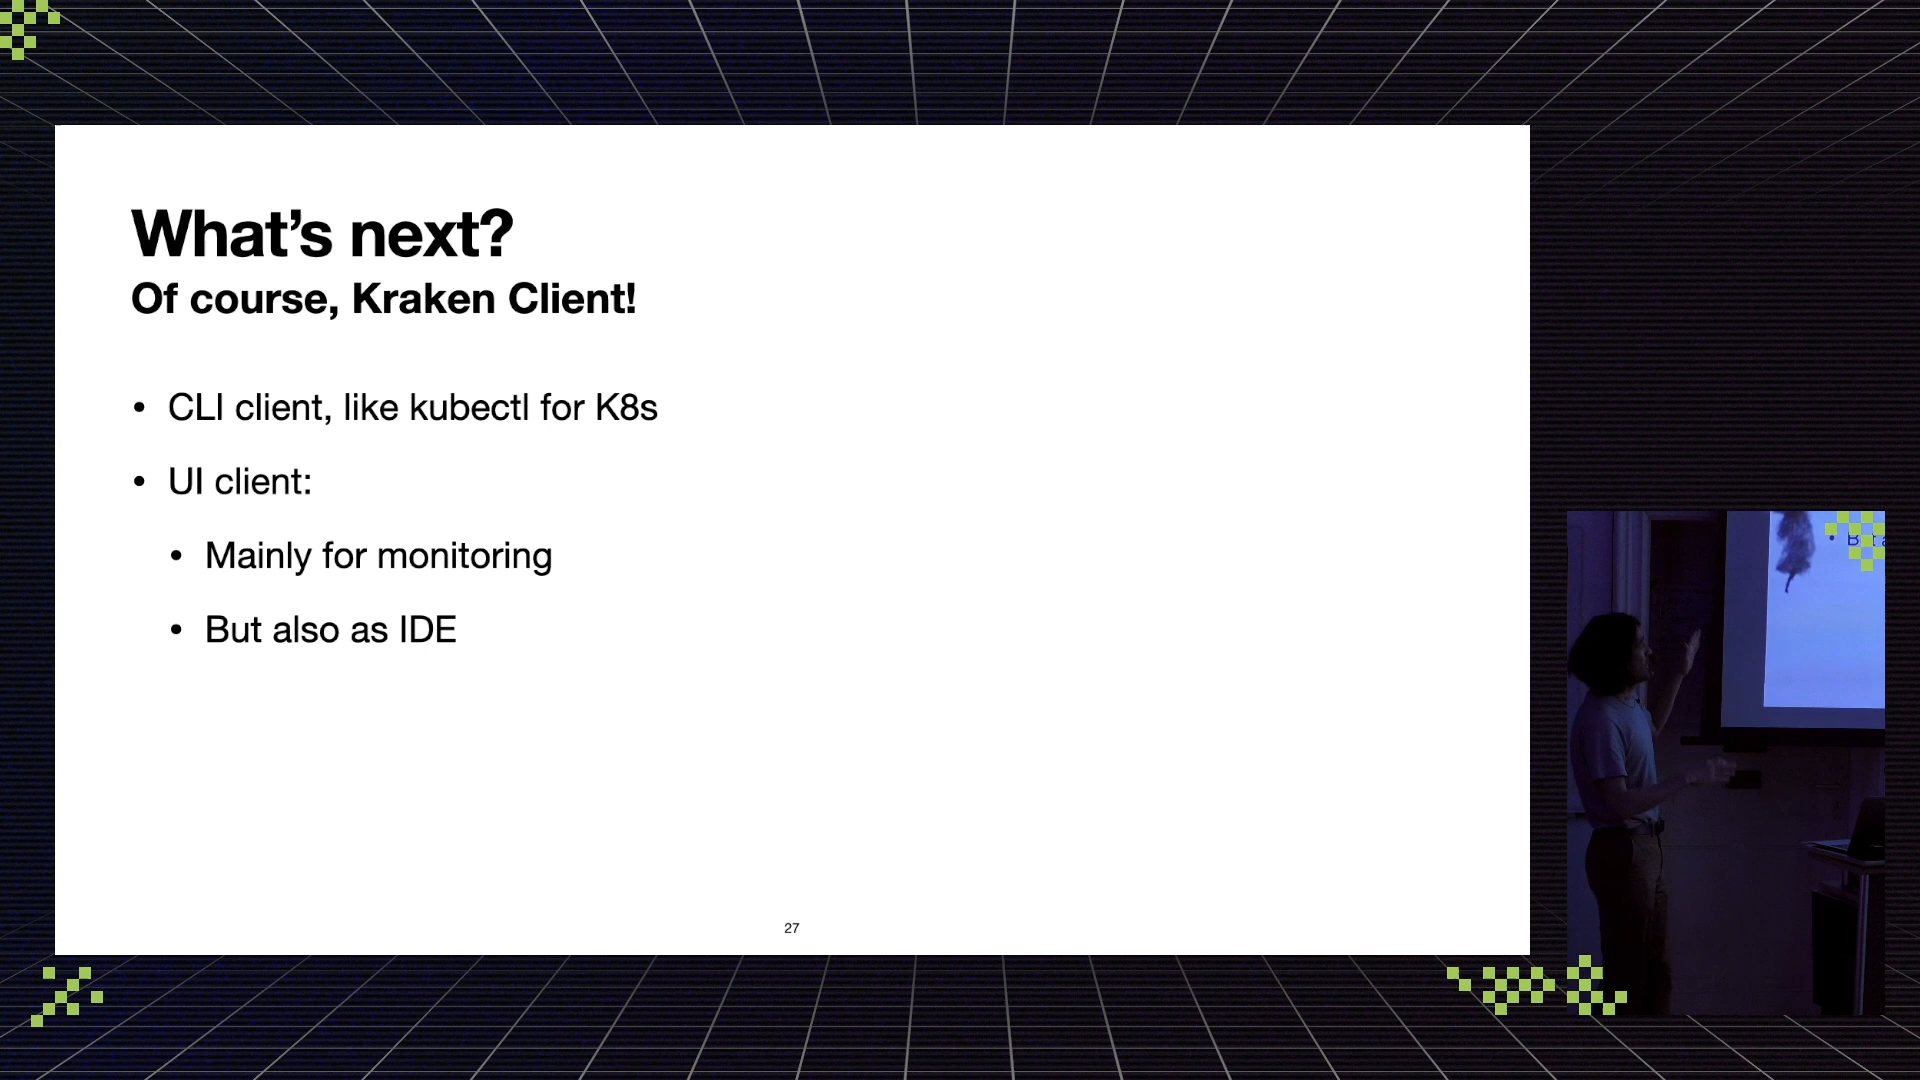 What’s next?
Of course, Kraken Client!
• CLI client, like kubectl for K8s
• UI client:
• Mainly for monitoring
• But also as IDE
27